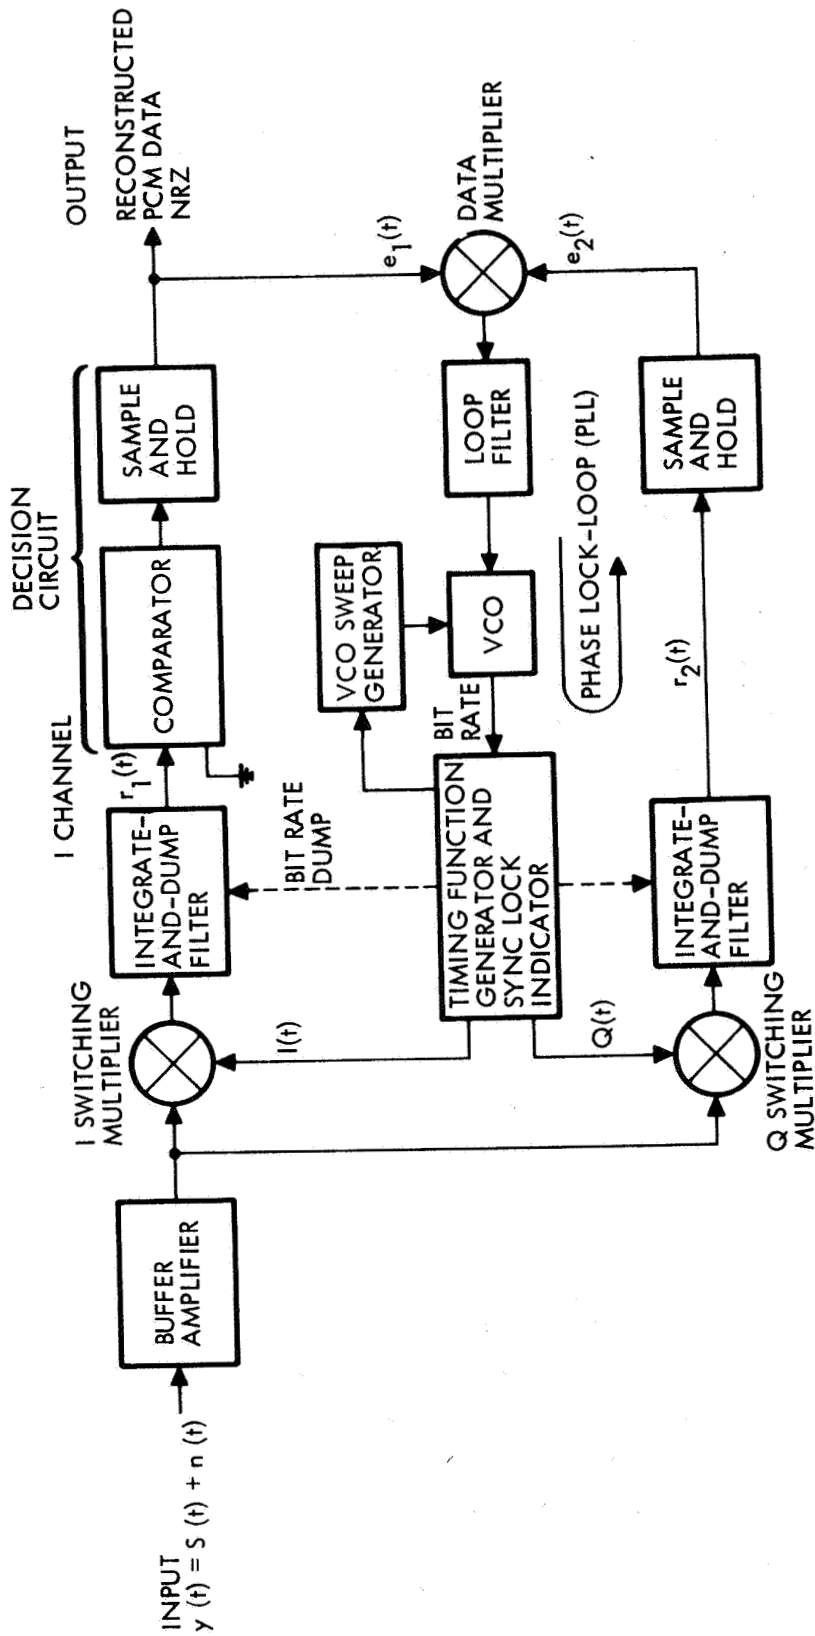 INPUT
y (t) = S (t) + n (t)
BUFFER
AMPLIFIER
I SWITCHING
MULTIPLIER
I(t)
Q(t)
Q SWITCHING
MULTIPLIER
I CHANNEL
INTEGRATE-
AND-DUMP
FILTER
r1(t)
BIT RATE
DUMP
TIMING FUNCTION
GENERATOR AND
SYNC LOCK
INDICATOR
INTEGRATE-
AND-DUMP
FILTER
DECISION
CIRCUIT
COMPARATOR
SAMPLE
AND
HOLD
VCO SWEEP
GENERATOR
BIT
RATE
VCO
LOOP
FILTER
PHASE LOCK-LOOP (PLL)
r2(t)
SAMPLE
AND
HOLD
OUTPUT
RECONSTRUCTED
PCM DATA
NRZ
e1(t)
DATA
MULTIPLIER
e2(t)